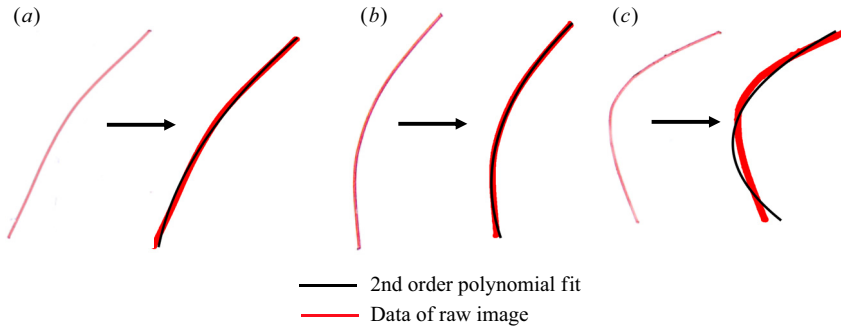 (a)
(b)
(c)
2nd order polynomial fit
Data of raw image